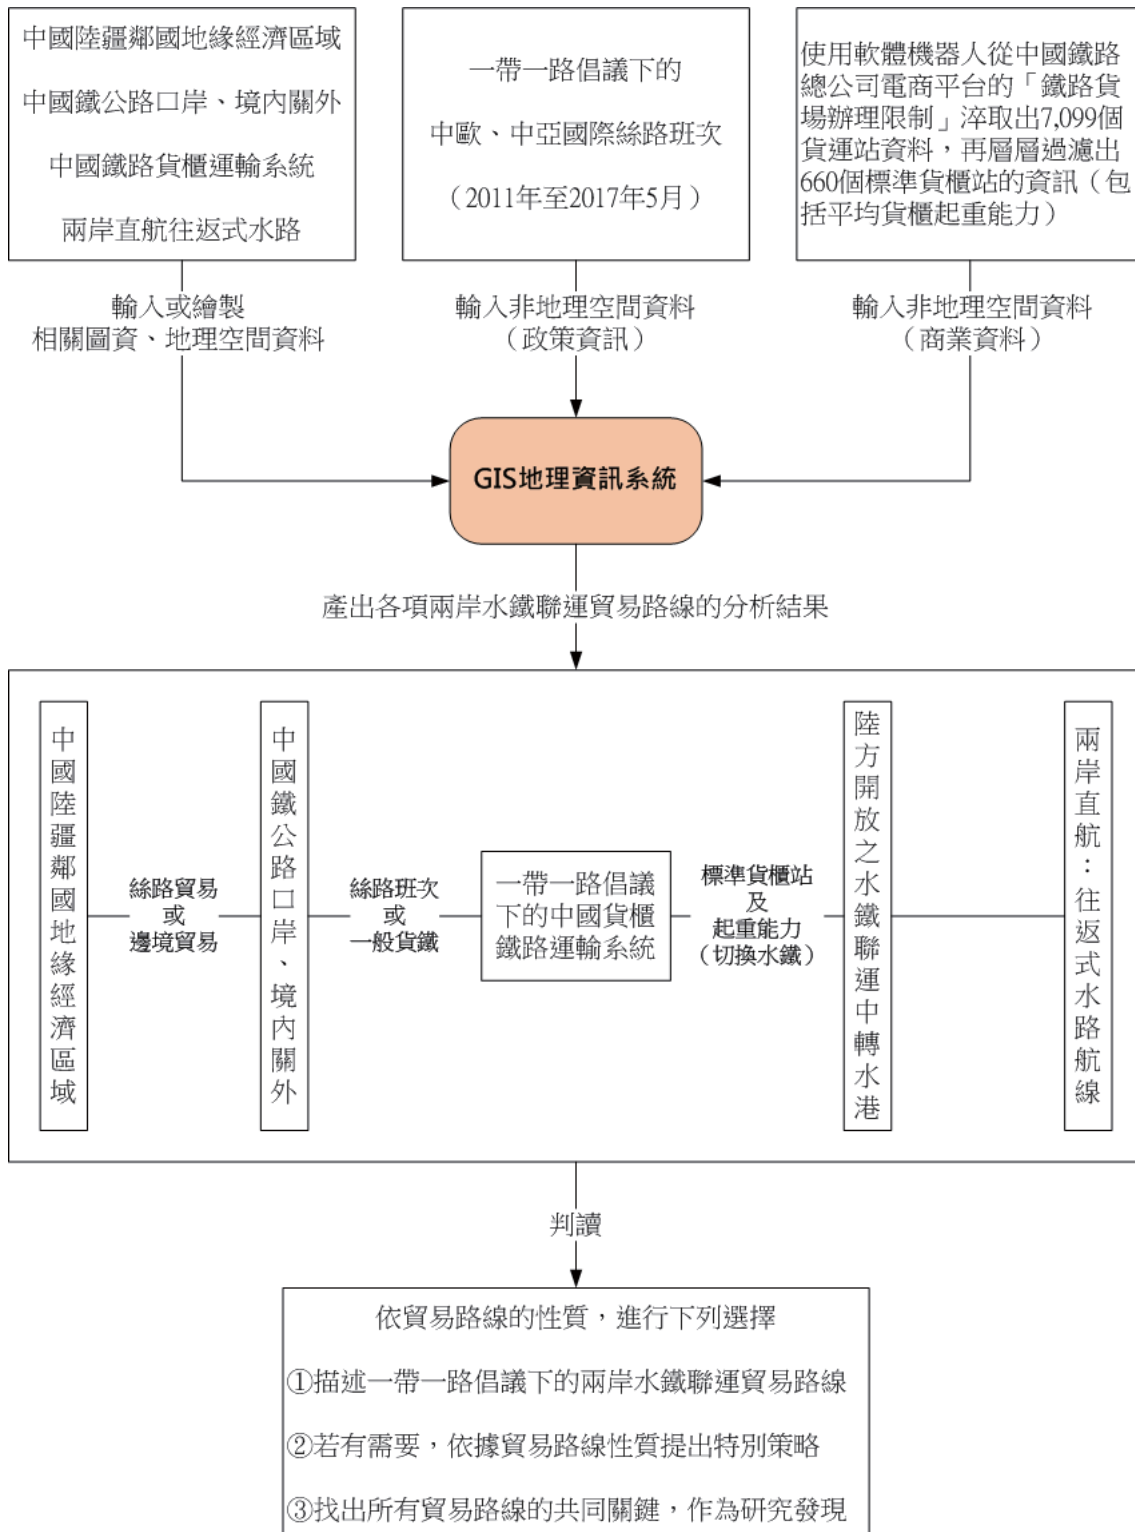 中國陸疆鄰國地緣經濟區域
中國鐵公路口岸、境內關外
中國鐵路貨櫃運輸系統
兩岸直航往返式水路
一帶一路倡議下的
中歐、中亞國際絲路班次
（2011年至2017年5月）
使用軟體機器人從中國鐵路
總公司電商平台的「鐵路貨
場辦理限制」淬取出7,099個
貨運站資料，再層層過濾出
660個標準貨櫃站的資訊（包
括平均貨櫃起重能力）
輸入或繪製
相關圖資、地理空間資料
輸入非地理空間資料
（政策資訊）
輸入非地理空間資料
（商業資料）
GIS地理資訊系統
產出各項兩岸水鐵聯運貿易路線的分析結果
中國陸疆鄰國地緣經濟區域
絲路貿易
或
邊境貿易
中國鐵公路口岸、境內關外
絲路班次
或
一般貨鐵
一帶一路倡議
下的中國貨櫃
鐵路運輸系統
標準貨櫃站
及
起重能力
（切換水鐵）
陸方開放之水鐵聯運中轉水港
兩岸直航：往返式水路航線
判讀
依貿易路線的性質，進行下列選擇
①描述一帶一路倡議下的兩岸水鐵聯運貿易路線
②若有需要，依據貿易路線性質提出特別策略
③找出所有貿易路線的共同關鍵，作為研究發現